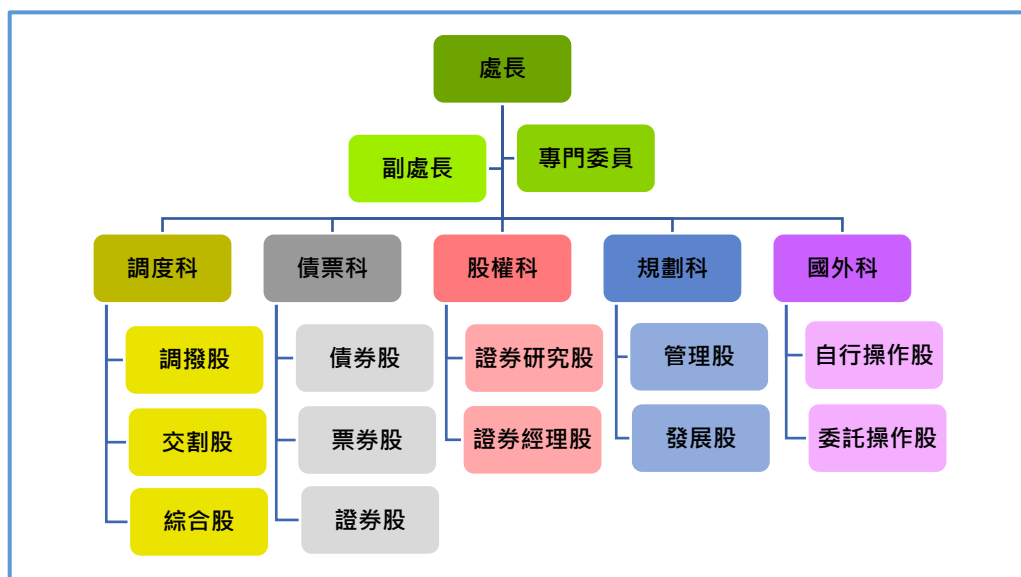 處長
副處長
專門委員
調度科
債票科
股權科
規劃科
國外科
調撥股
債券股
證券研究股
管理股
自行操作股
交割股
票券股
證券經理股
發展股
委託操作股
綜合股
證券股